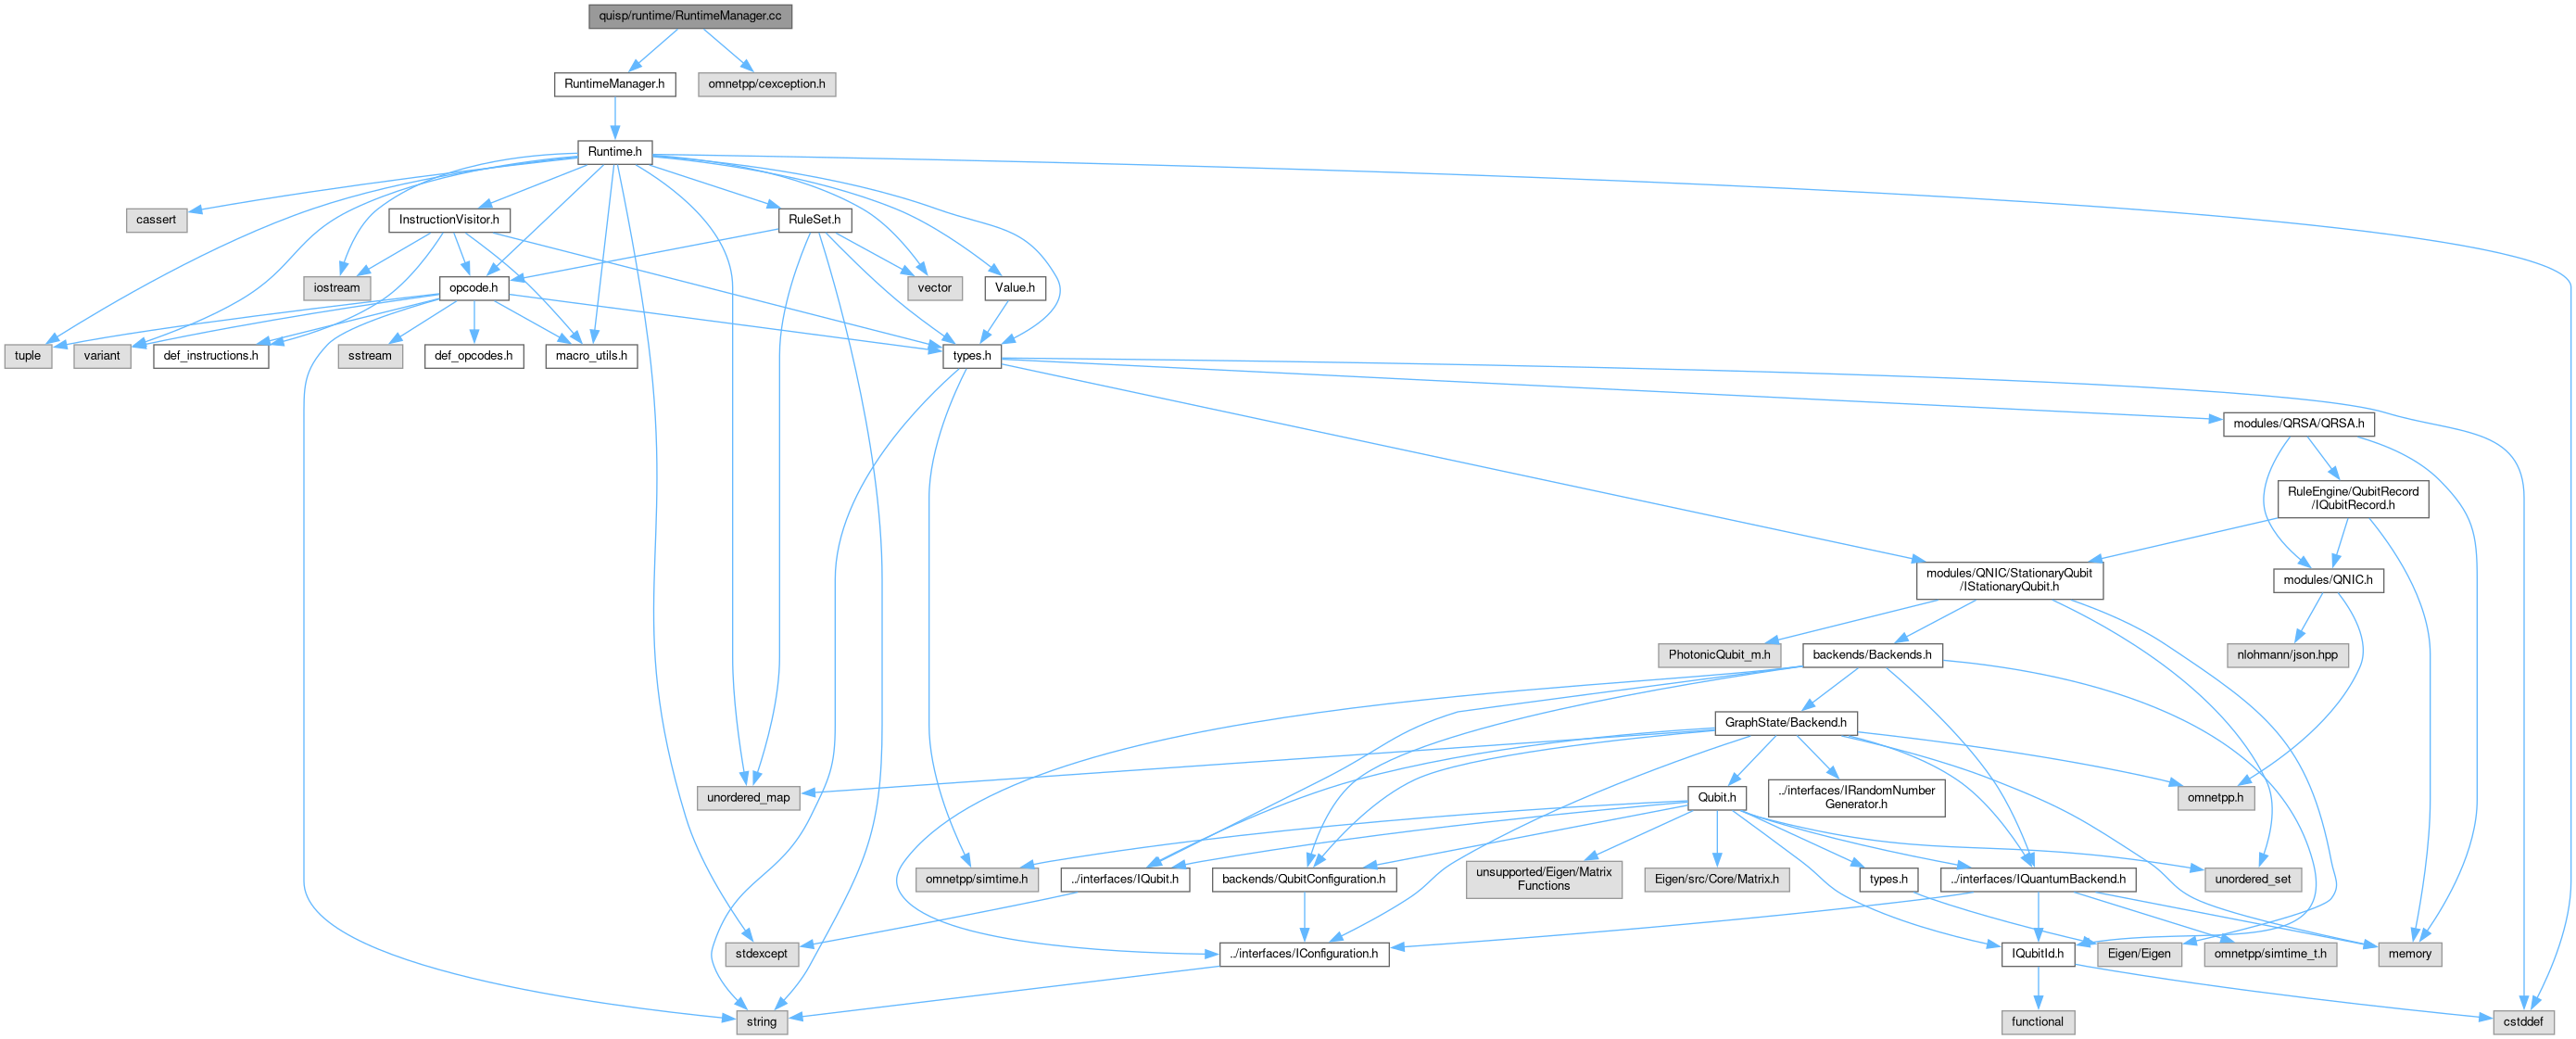 quisp/runtime/RuntimeManager.cc
RuntimeManager.h
omnetpp/cexception.h
Runtime.h
cassert
InstructionVisitor.h
RuleSet.h
iostream
opcode.h
vector
Value.h
tuple
variant
def_instructions.h
sstream
def_opcodes.h
macro_utils.h
types.h
modules/QRSA/QRSA.h
RuleEngine/QubitRecord
/IQubitRecord.h
modules/QNIC/StationaryQubit
/IStationaryQubit.h
modules/QNIC.h
PhotonicQubit_m.h
backends/Backends.h
nlohmann/json.hpp
GraphState/Backend.h
unordered_map
Qubit.h
../interfaces/IRandomNumber
Generator.h
omnetpp.h
omnetpp/simtime.h
../interfaces/IQubit.h
backends/QubitConfiguration.h
unsupported/Eigen/Matrix
Functions
Eigen/src/Core/Matrix.h
types.h
../interfaces/IQuantumBackend.h
unordered_set
stdexcept
../interfaces/IConfiguration.h
IQubitId.h
Eigen/Eigen
omnetpp/simtime_t.h
memory
string
functional
cstddef